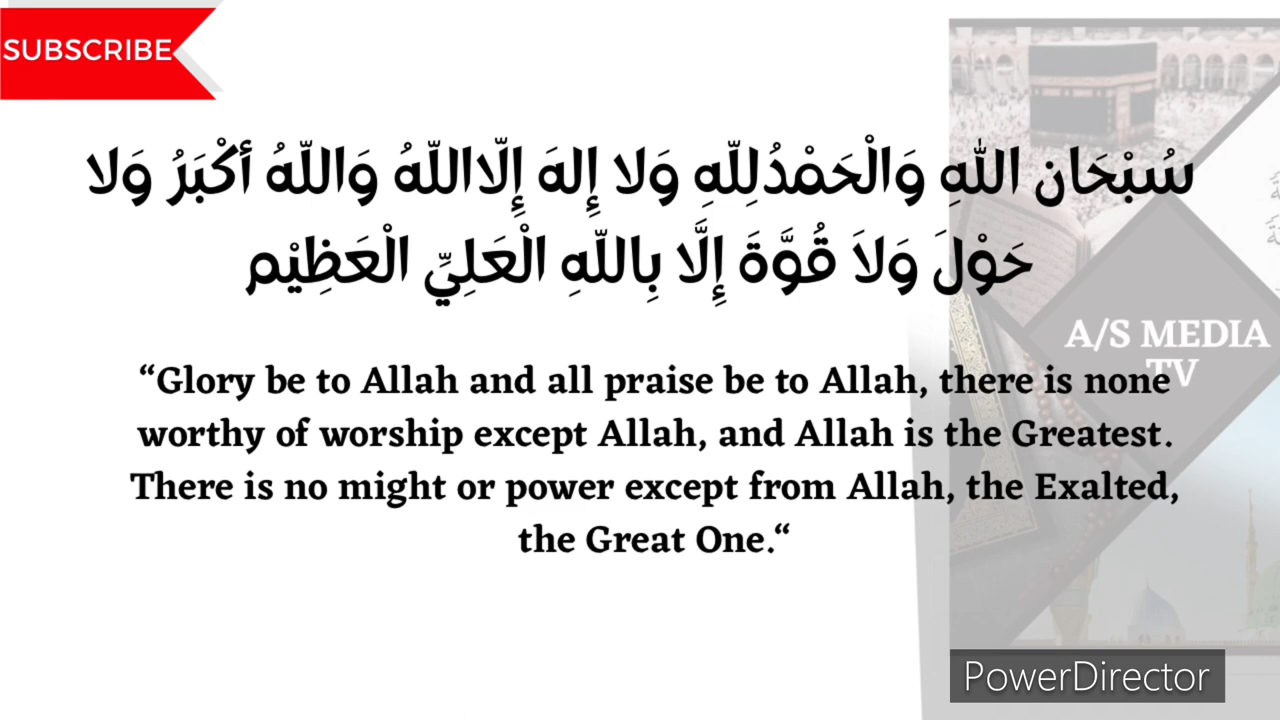 SUBSCRIBE
سُبْحَان اللّٰهِ وَالْحَمْدُلِلّهِ وَلا إِلهَ إِلّااللّهُ وَاللّهُ أكْبَرُ وَلا
حَوْلَ وَلاَ قُوَّةَ إِلَّا بِاللّهِ الْعَلِيِّ الْعَظِيْم
A/S MEDIA
TV
“Glory be to Allah and all praise be to Allah, there is none
worthy of worship except Allah, and Allah is the Greatest.
There is no might or power except from Allah, the Exalted,
the Great One.“
PowerDirector